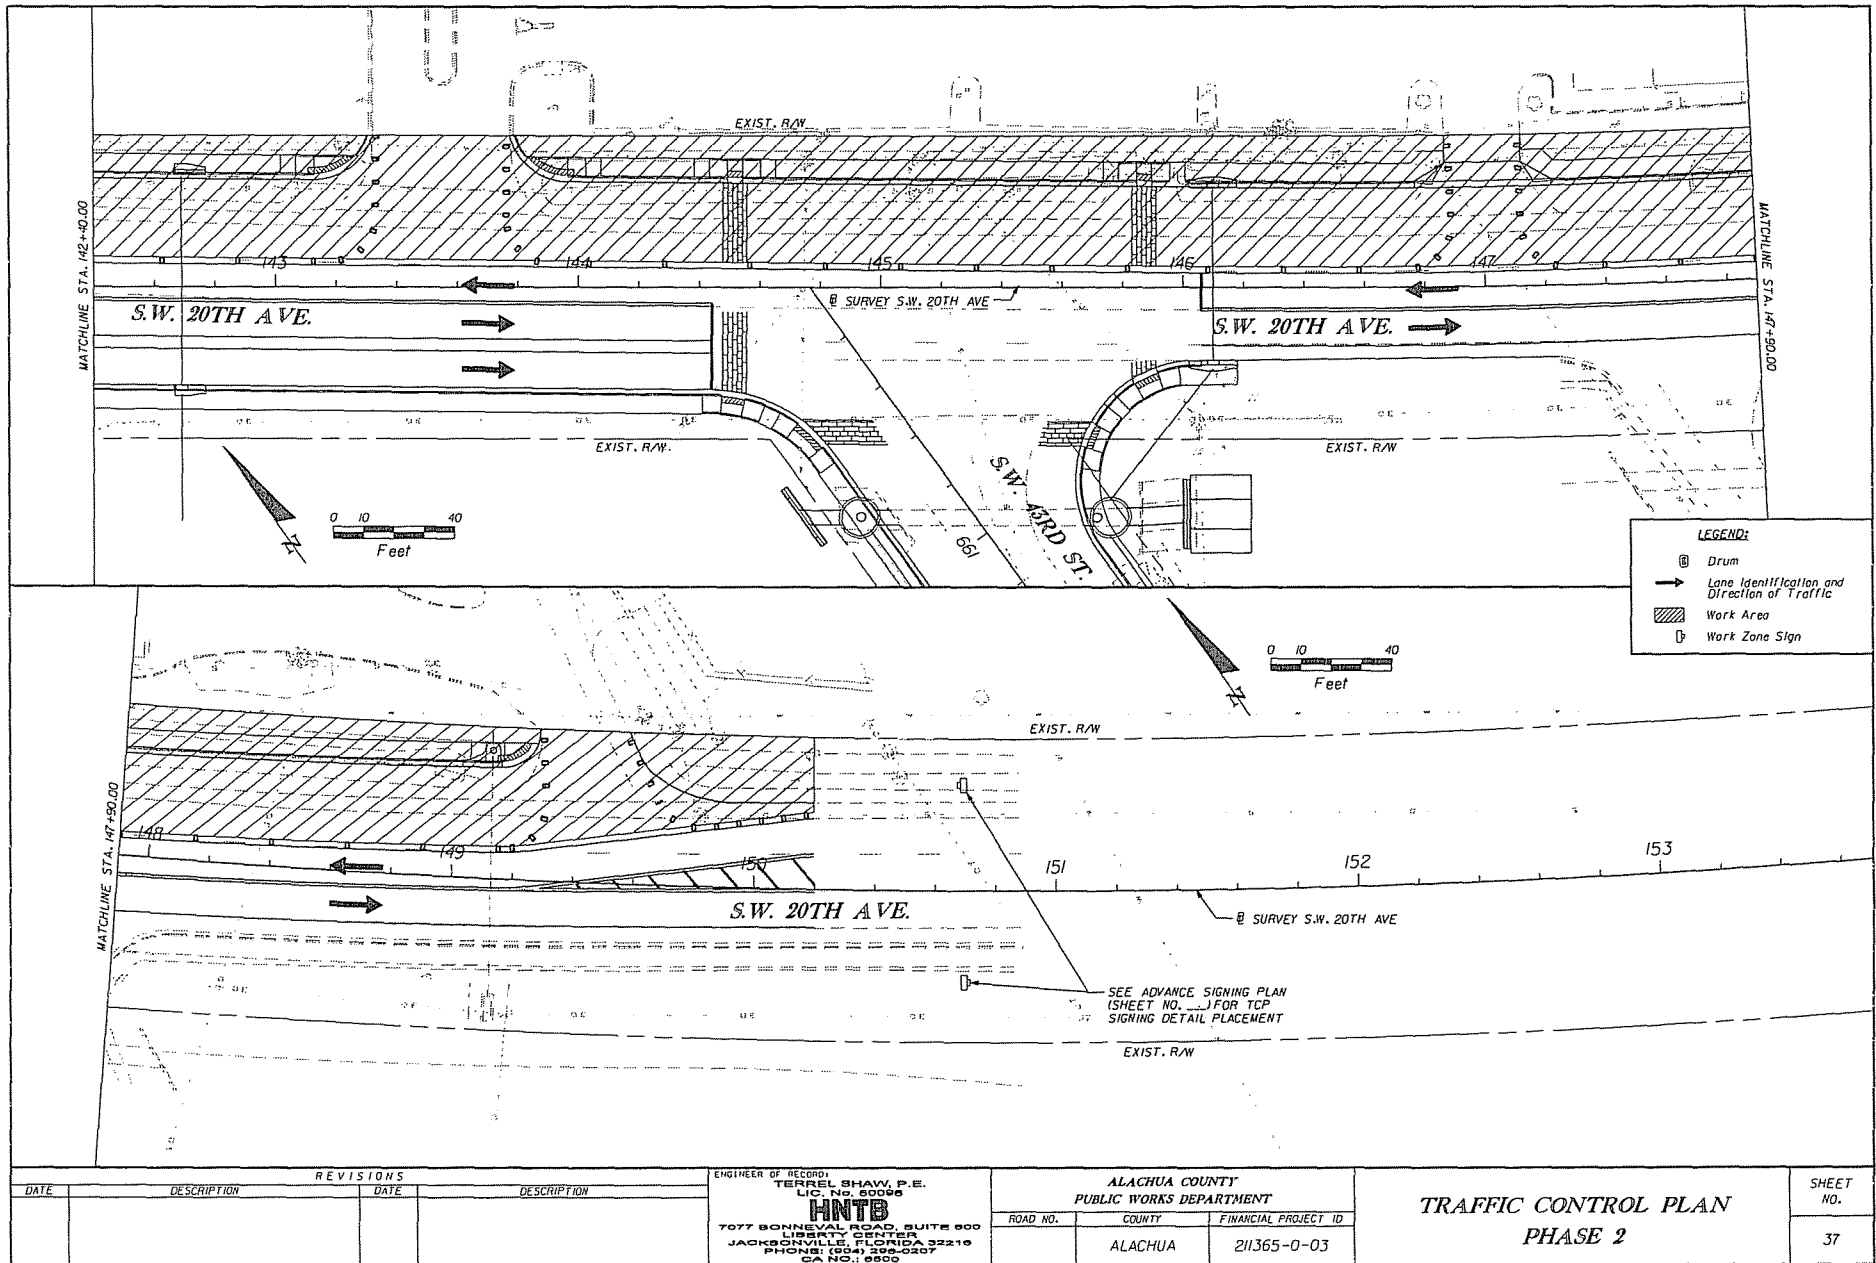 EXIST. R/W
MATCHLINE STA. 142+40.00
143
144
145
146
147
MATCHLINE STA. 147+90.00
℄ SURVEY S.W. 20TH AVE
S.W. 20TH AVE.
S.W. 20TH AVE.
EXIST. R/W.
EXIST. R/W
S.W. 43RD ST.
661
0 10 40
Feet
N
LEGEND:
Drum
Lane Identification and
Direction of Traffic
Work Area
Work Zone Sign
0 10 40
Feet
N
EXIST. R/W
MATCHLINE STA. 147+90.00
148
149
150
151
152
153
S.W. 20TH AVE.
℄ SURVEY S.W. 20TH AVE
SEE ADVANCE SIGNING PLAN
(SHEET NO. __) FOR TCP
SIGNING DETAIL PLACEMENT
EXIST. R/W
REVISIONS
DATE DESCRIPTION DATE DESCRIPTION
ENGINEER OF RECORD:
TERREL SHAW, P.E.
LIC. No. 50096
HNTB
7077 BONNEVAL ROAD, SUITE 600
LIBERTY CENTER
JACKSONVILLE, FLORIDA 32216
PHONE: (904) 296-0207
CA NO.: 6500
ALACHUA COUNTY
PUBLIC WORKS DEPARTMENT
ROAD NO. COUNTY FINANCIAL PROJECT ID
ALACHUA 211365-0-03
TRAFFIC CONTROL PLAN
PHASE 2
SHEET
NO.
37